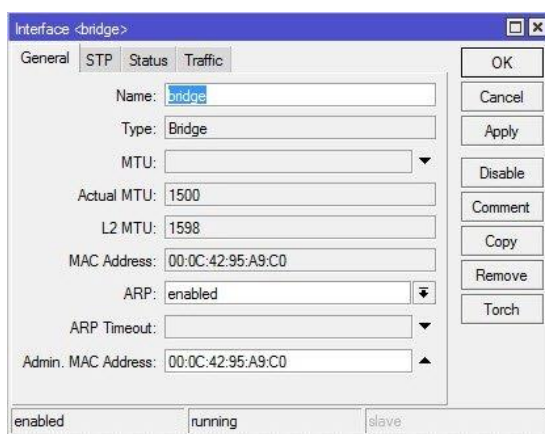 Interface <bridge>
General STP Status Traffic
OK
Name: bridge
Cancel
Type: Bridge
Apply
MTU:
Disable
Actual MTU: 1500
Comment
L2 MTU: 1598
Copy
MAC Address: 00:0C:42:95:A9:C0
Remove
ARP: enabled
Torch
ARP Timeout:
Admin. MAC Address: 00:0C:42:95:A9:C0
enabled running slave